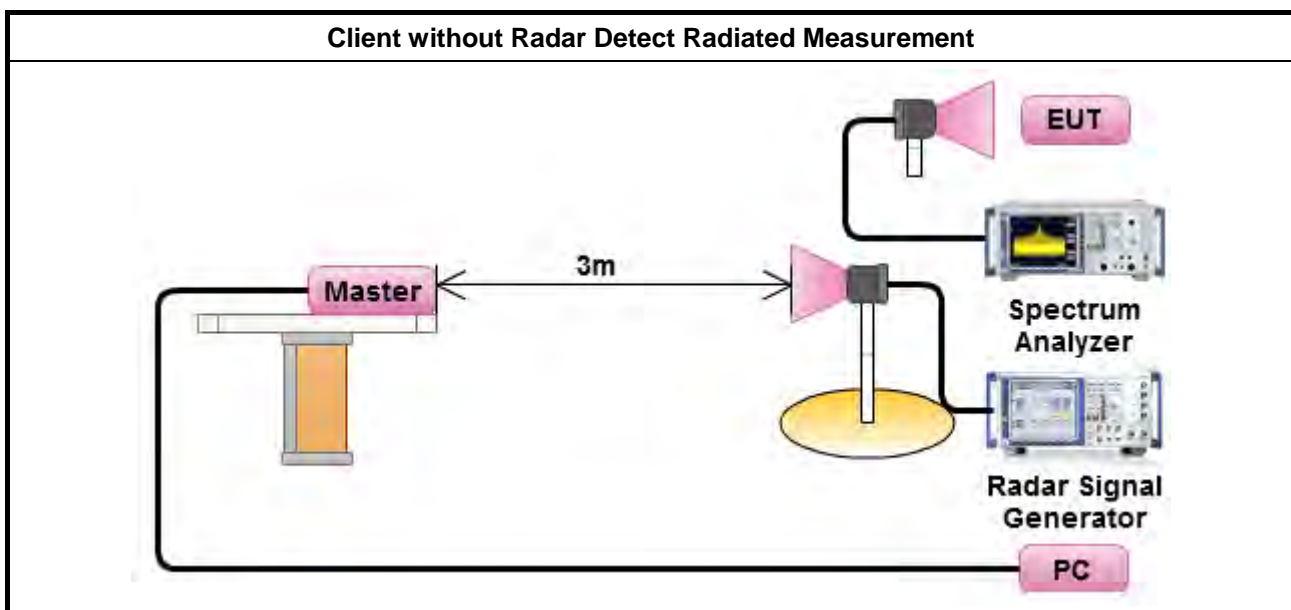 Client without Radar Detect Radiated Measurement
EUT
3m
Master
Spectrum
Analyzer
Radar Signal
Generator
PC